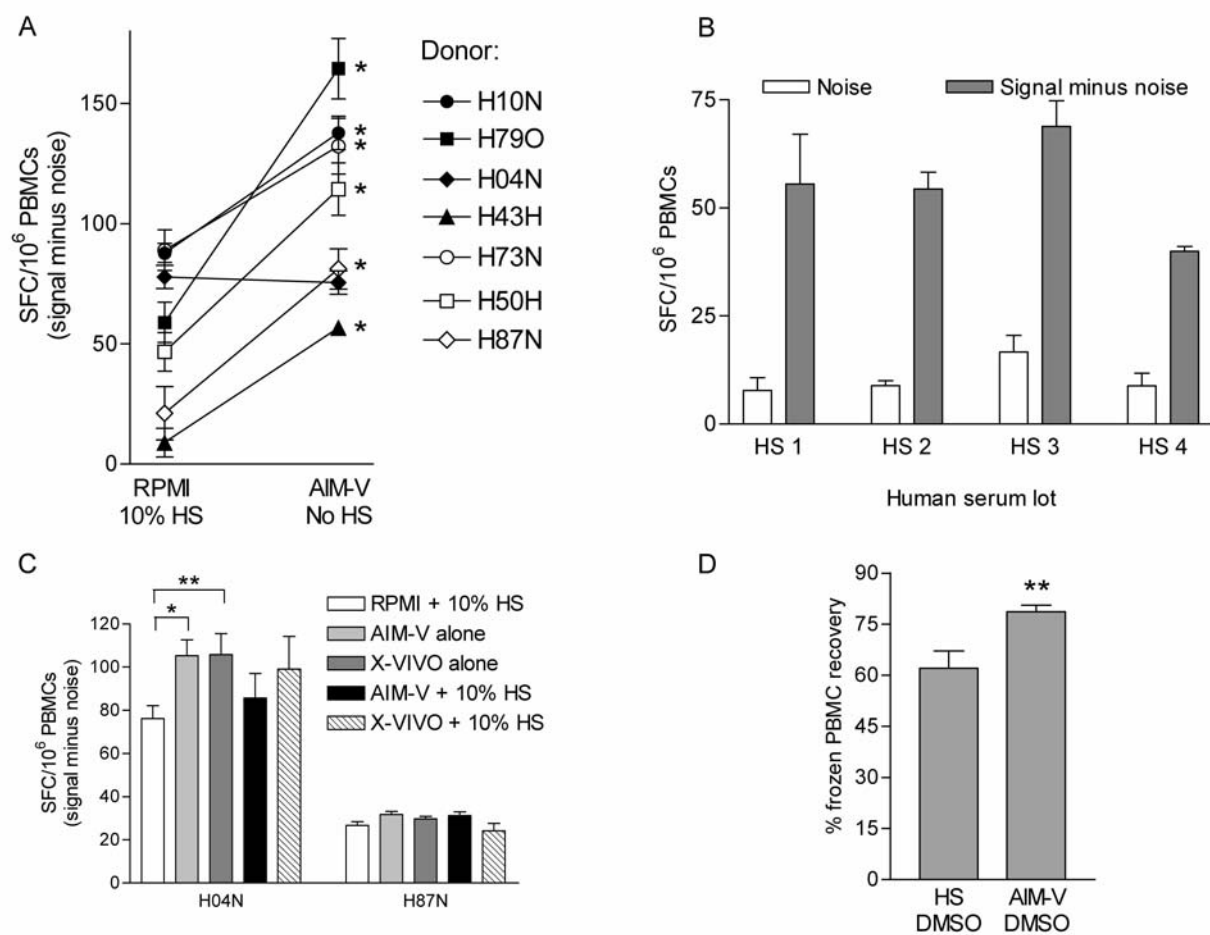 A
SFC/10⁶ PBMCs
(signal minus noise)
150
100
50
0
*
*
*
*
*
*
RPMI
10% HS
AIM-V
No HS
Donor:
H10N
H79O
H04N
H43H
H73N
H50H
H87N
B
Noise
Signal minus noise
SFC/10⁶ PBMCs
75
50
25
0
HS 1
HS 2
HS 3
HS 4
Human serum lot
C
SFC/10⁶ PBMCs
(signal minus noise)
120
100
80
60
40
20
0
**
*
RPMI + 10% HS
AIM-V alone
X-VIVO alone
AIM-V + 10% HS
X-VIVO + 10% HS
H04N
H87N
D
% frozen PBMC recovery
90
75
60
45
30
15
0
**
HS
DMSO
AIM-V
DMSO